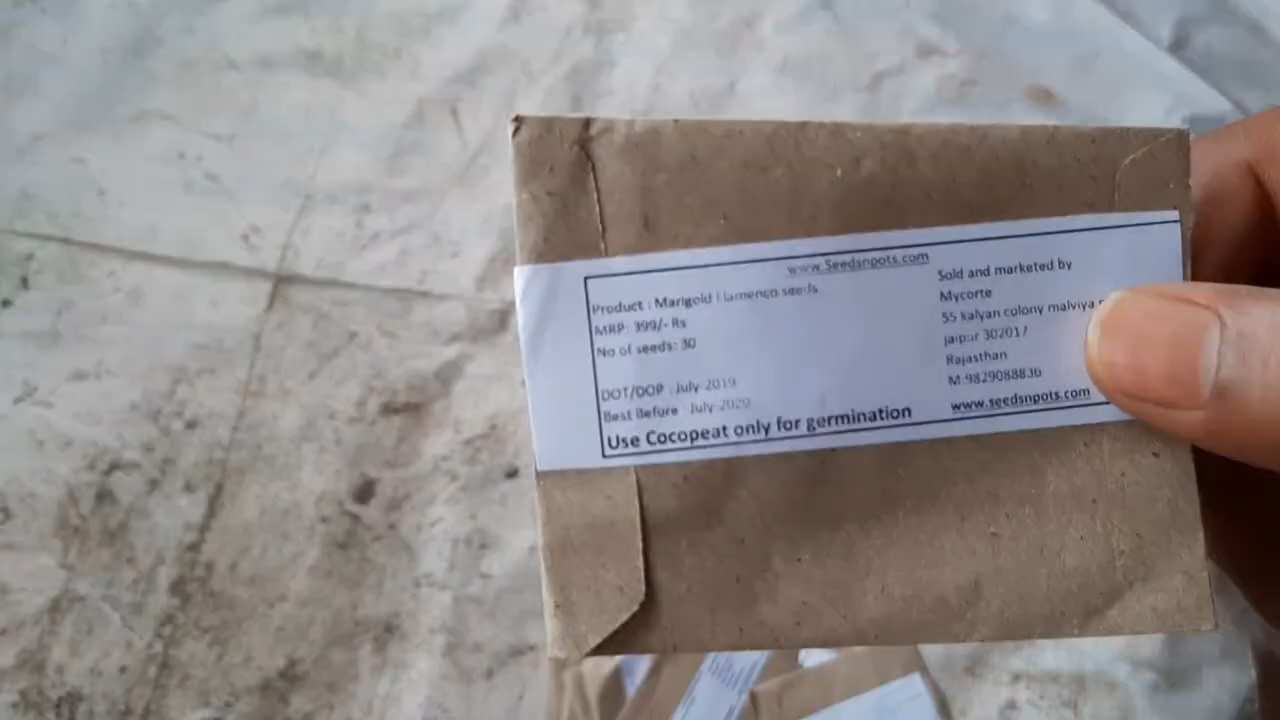 www.Seedsnpots.com
Product : Marigold Flamenco seeds
MRP: 399/- Rs
No of seeds: 30
DOT/DOP : July-2019
Best Before : July-2020
Use Cocopeat only for germination
Sold and marketed by
Mycorte
55 kalyan colony malviya
jaipur 302017
Rajasthan
M:9829088836
www.seedsnpots.com